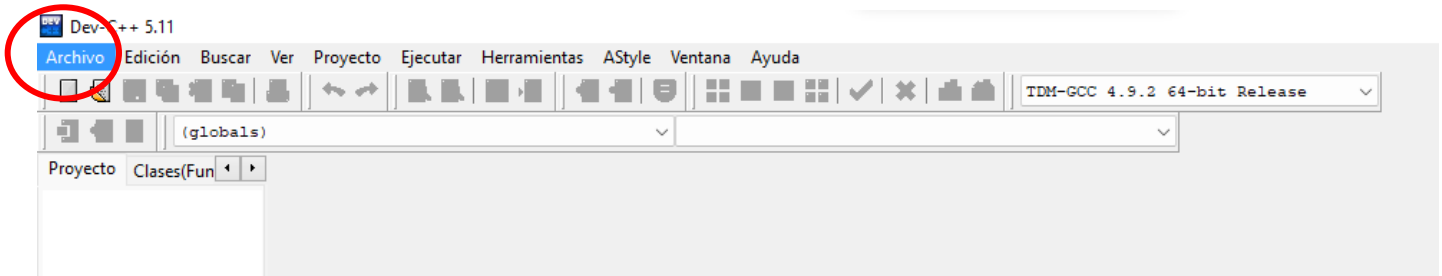 Dev-C++ 5.11
Archivo Edición Buscar Ver Proyecto Ejecutar Herramientas AStyle Ventana Ayuda
TDM-GCC 4.9.2 64-bit Release
(globals)
Proyecto Clases(Fun